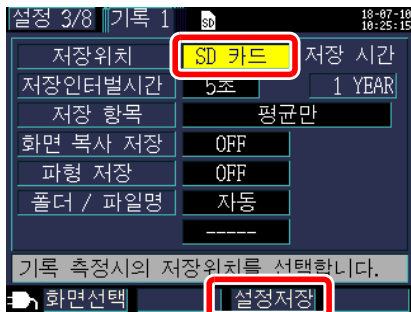 설정 3/8 기록 1 SD 18-07-10
10:25:15
저장위치 SD 카드 저장 시간
저장인터벌시간 5초 1 YEAR
저장 항목 평균만
화면 복사 저장 OFF
파형 저장 OFF
폴더 / 파일명 자동
-----
기록 측정시의 저장위치를 선택합니다.
화면선택 설정저장